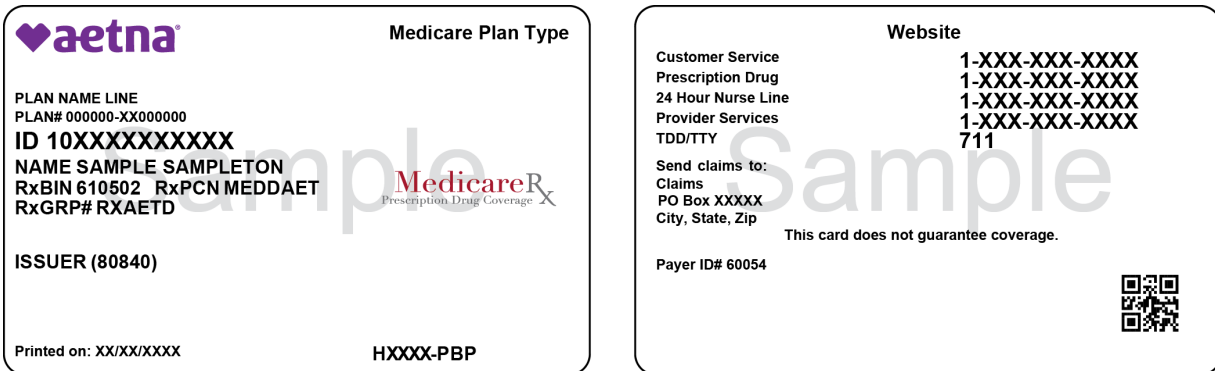 aetna®
Medicare Plan Type
PLAN NAME LINE
PLAN# 000000-XX000000
ID 10XXXXXXXXXX
NAME SAMPLE SAMPLETON
RxBIN 610502 RxPCN MEDDAET
RxGRP# RXAETD
MedicareRx
Prescription Drug Coverage
ISSUER (80840)
Printed on: XX/XX/XXXX
HXXXX-PBP
Sample
Website
Customer Service 1-XXX-XXX-XXXX
Prescription Drug 1-XXX-XXX-XXXX
24 Hour Nurse Line 1-XXX-XXX-XXXX
Provider Services 1-XXX-XXX-XXXX
TDD/TTY 711
Send claims to:
Claims
PO Box XXXXX
City, State, Zip
This card does not guarantee coverage.
Payer ID# 60054
Sample